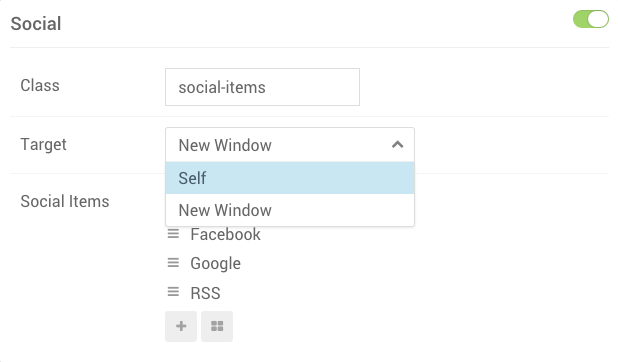 Social
Class
social-items
Target
New Window
Self
New Window
Social Items
Facebook
Google
RSS